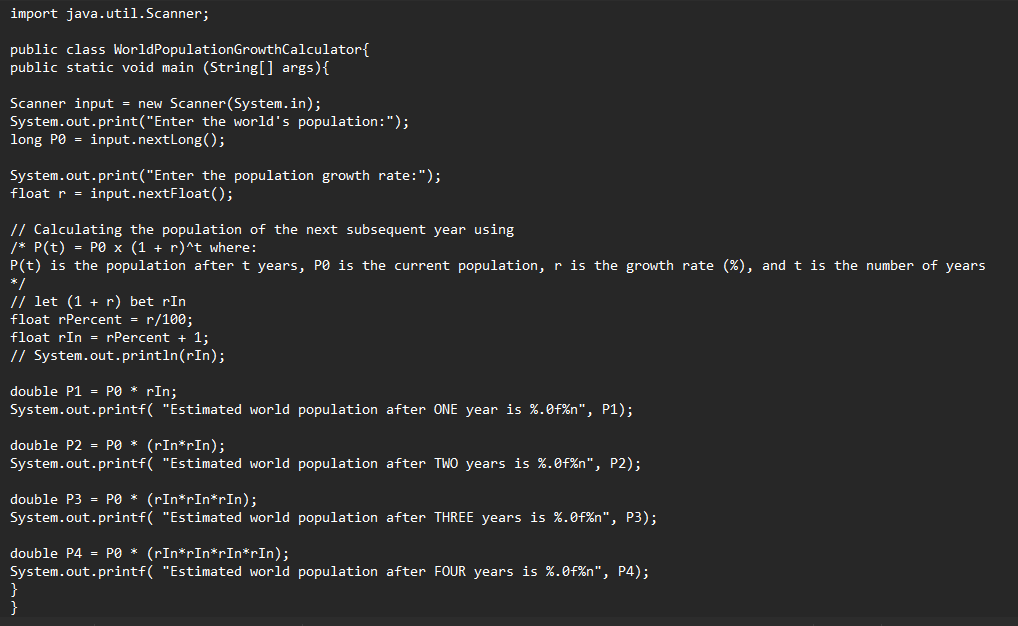 import java.util.Scanner;
public class WorldPopulationGrowthCalculator{
public static void main (String[] args){
Scanner input = new Scanner(System.in);
System.out.print("Enter the world's population:");
long P0 = input.nextLong();
System.out.print("Enter the population growth rate:");
float r = input.nextFloat();
// Calculating the population of the next subsequent year using
/* P(t) = P0 x (1 + r)^t where:
P(t) is the population after t years, P0 is the current population, r is the growth rate (%), and t is the number of years
*/
// let (1 + r) bet rIn
float rPercent = r/100;
float rIn = rPercent + 1;
// System.out.println(rIn);
double P1 = P0 * rIn;
System.out.printf( "Estimated world population after ONE year is %.0f%n", P1);
double P2 = P0 * (rIn*rIn);
System.out.printf( "Estimated world population after TWO years is %.0f%n", P2);
double P3 = P0 * (rIn*rIn*rIn);
System.out.printf( "Estimated world population after THREE years is %.0f%n", P3);
double P4 = P0 * (rIn*rIn*rIn*rIn);
System.out.printf( "Estimated world population after FOUR years is %.0f%n", P4);
}
}